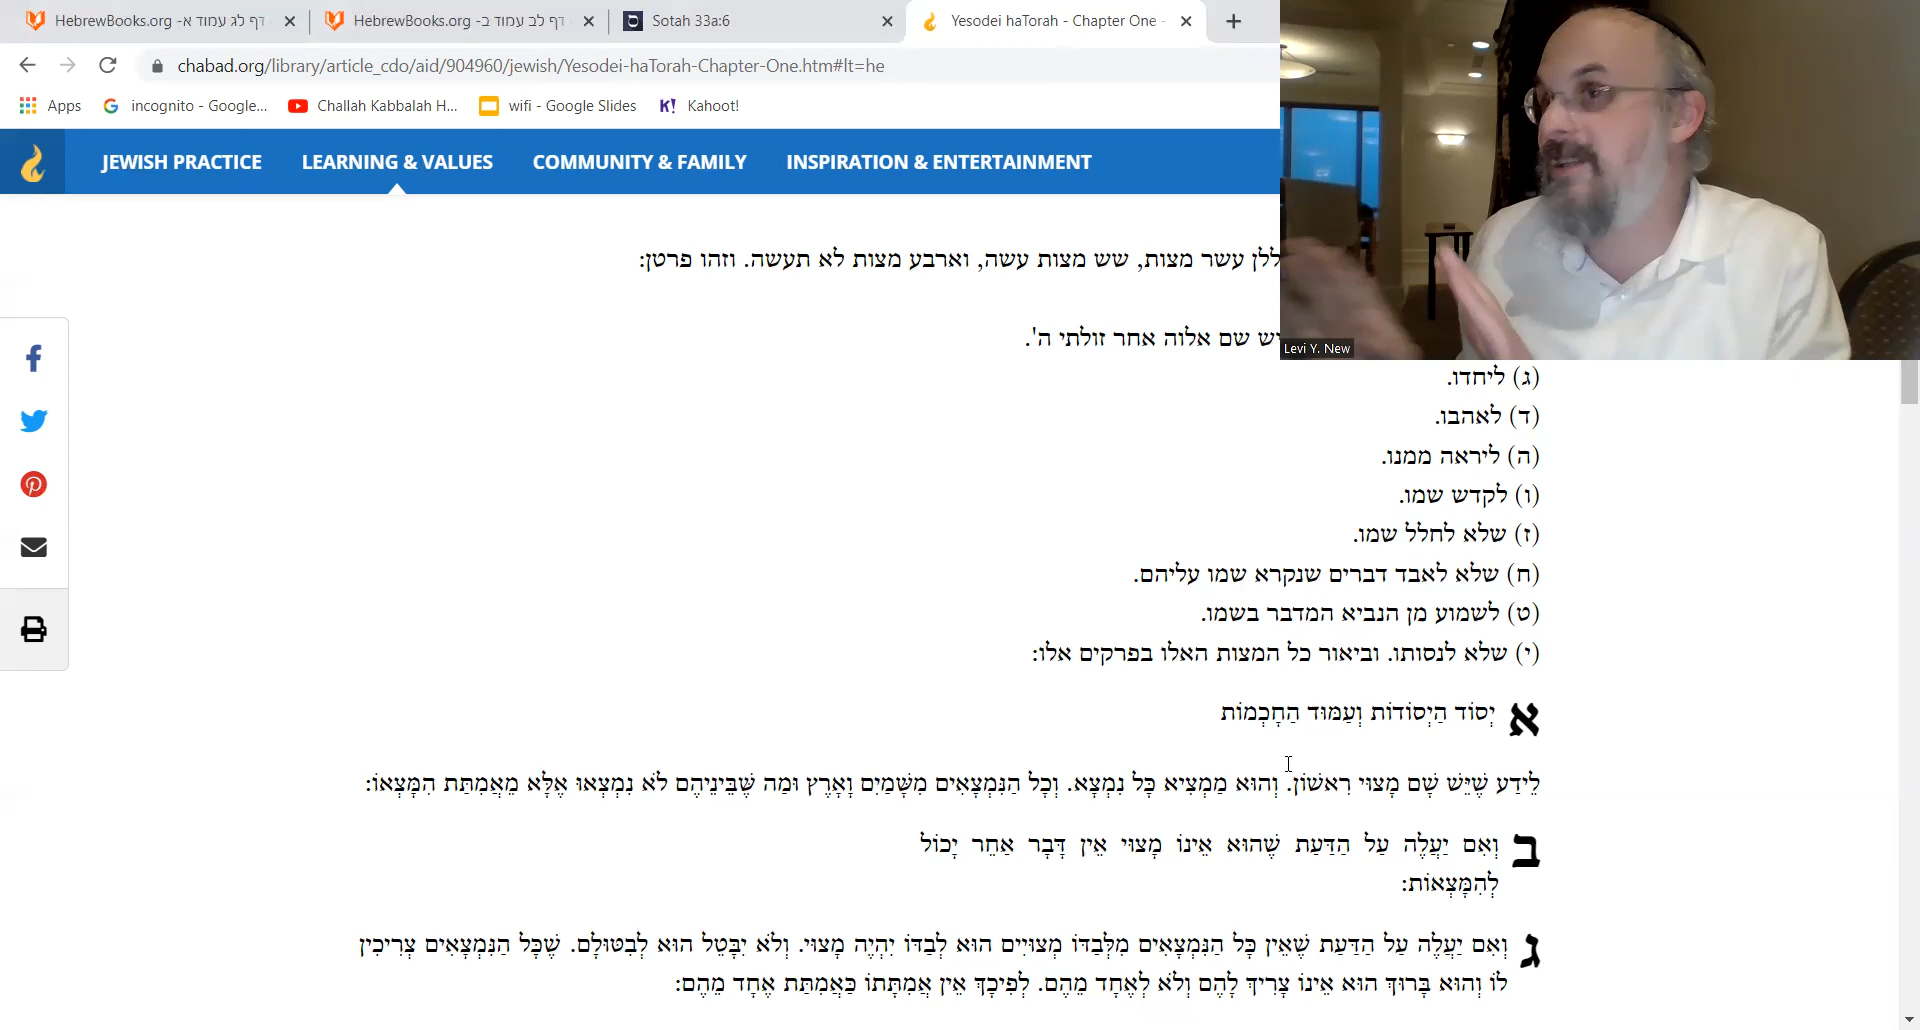 HebrewBooks.org -דף לג עמוד א
HebrewBooks.org -דף לב עמוד ב
Sotah 33a:6
Yesodei haTorah - Chapter One -
chabad.org/library/article_cdo/aid/904960/jewish/Yesodei-haTorah-Chapter-One.htm#lt=he
Apps
incognito - Google...
Challah Kabbalah H...
wifi - Google Slides
Kahoot!
JEWISH PRACTICE
LEARNING & VALUES
COMMUNITY & FAMILY
INSPIRATION & ENTERTAINMENT
Levi Y. New
עשר מצות, שש מצות עשה, וארבע מצות לא תעשה. וזהו פרטן:
שם אלוה אחר זולתי ה'.
(ג) ליחדו.
(ד) לאהבו.
(ה) ליראה ממנו.
(ו) לקדש שמו.
(ז) שלא לחלל שמו.
(ח) שלא לאבד דברים שנקרא שמו עליהם.
(ט) לשמוע מן הנביא המדבר בשמו.
(י) שלא לנסותו. וביאור כל המצות האלו בפרקים אלו:
א יְסוֹד הַיְסוֹדוֹת וְעַמּוּד הַחָכְמוֹת
לֵידַע שֶׁיֵּשׁ שָׁם מָצוּי רִאשׁוֹן. וְהוּא מַמְצִיא כָּל נִמְצָא. וְכָל הַנִּמְצָאִים מִשָּׁמַיִם וָאָרֶץ וּמַה שֶּׁבֵּינֵיהֶם לֹא נִמְצְאוּ אֶלָּא מֵאֲמִתַּת הִמָּצְאוֹ:
ב וְאִם יַעֲלֶה עַל הַדַּעַת שֶׁהוּא אֵינוֹ מָצוּי אֵין דָּבָר אַחֵר יָכוֹל
לְהִמָּצְאוֹת:
ג וְאִם יַעֲלֶה עַל הַדַּעַת שֶׁאֵין כָּל הַנִּמְצָאִים מִלְּבַדּוֹ מְצוּיִים הוּא לְבַדּוֹ יִהְיֶה מָצוּי. וְלֹא יִבָּטֵל הוּא לְבִטּוּלָם. שֶׁכָּל הַנִּמְצָאִים צְרִיכִין
לוֹ וְהוּא בָּרוּךְ הוּא אֵינוֹ צָרִיךְ לָהֶם וְלֹא לְאֶחָד מֵהֶם. לְפִיכָךְ אֵין אֲמִתָּתוֹ כַּאֲמִתַּת אֶחָד מֵהֶם: